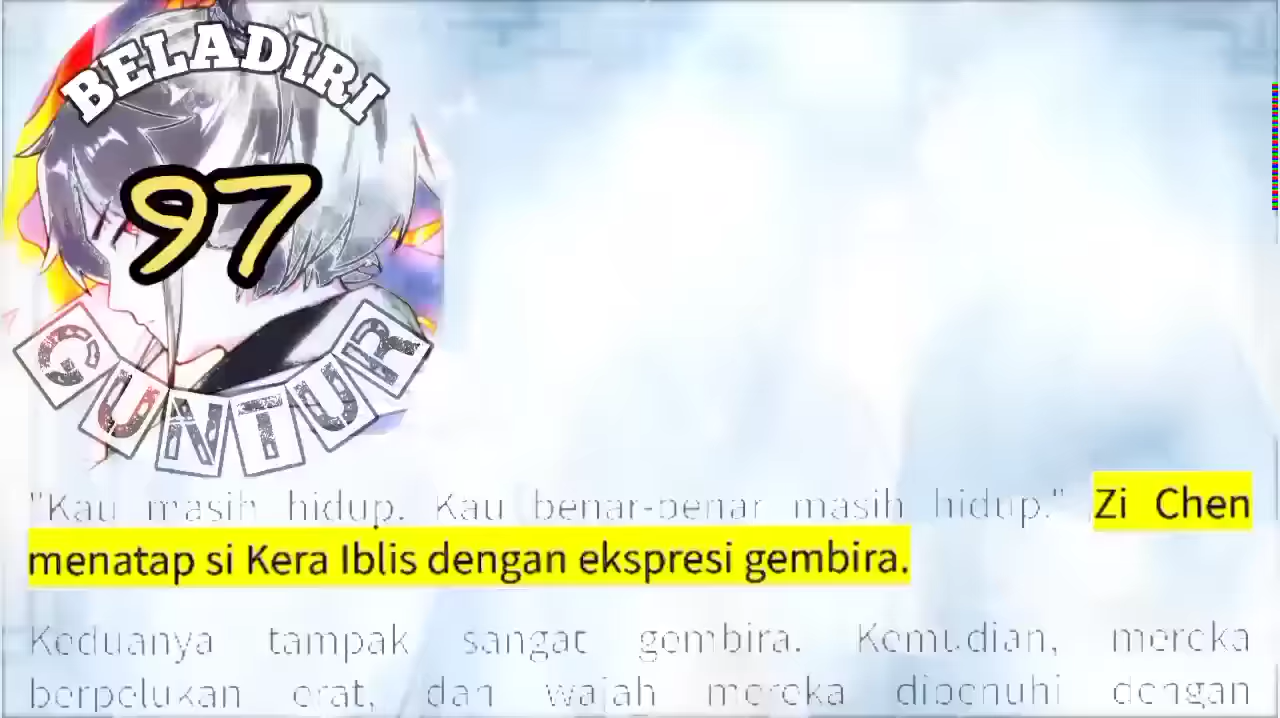 BELADIRI
97
GUNTUR
"Kau masih hidup. Kau benar-benar masih hidup." Zi Chen
menatap si Kera Iblis dengan ekspresi gembira.
Keduanya tampak sangat gembira. Kemudian, mereka
berpelukan erat, dan wajah mereka dipenuhi dengan